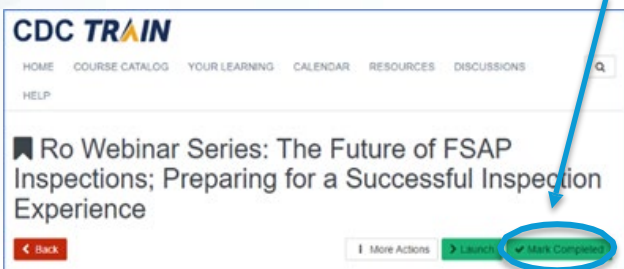 CDC TRAIN
HOME COURSE CATALOG YOUR LEARNING CALENDAR RESOURCES DISCUSSIONS
HELP
Ro Webinar Series: The Future of FSAP
Inspections; Preparing for a Successful Inspection
Experience
Back More Actions Launch Mark Completed